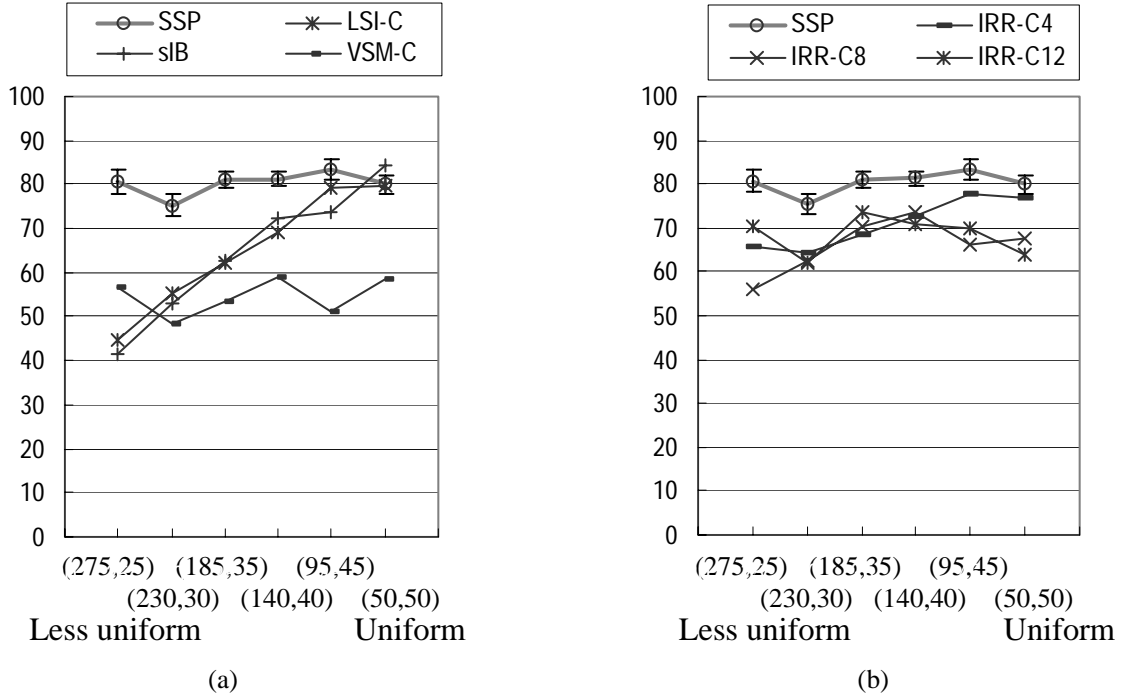 SSP LSI-C
sIB VSM-C
100
90
80
70
60
50
40
30
20
10
0
(275,25) (185,35) (95,45)
(230,30) (140,40) (50,50)
Less uniform Uniform
(a)
SSP IRR-C4
IRR-C8 IRR-C12
100
90
80
70
60
50
40
30
20
10
0
(275,25) (185,35) (95,45)
(230,30) (140,40) (50,50)
Less uniform Uniform
(b)